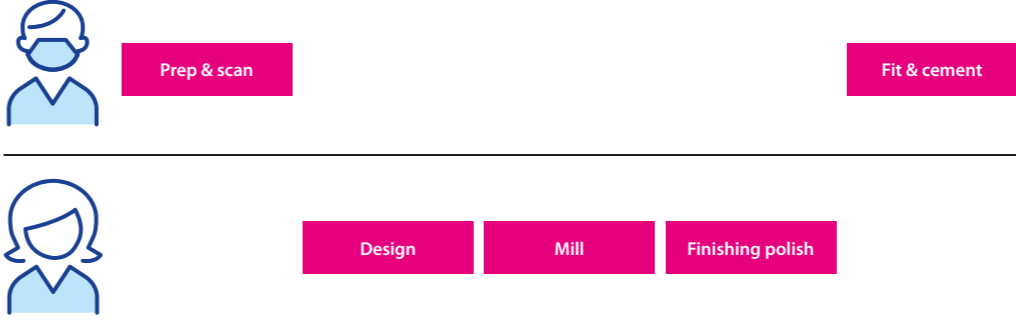 Prep & scan
Fit & cement
Design
Mill
Finishing polish